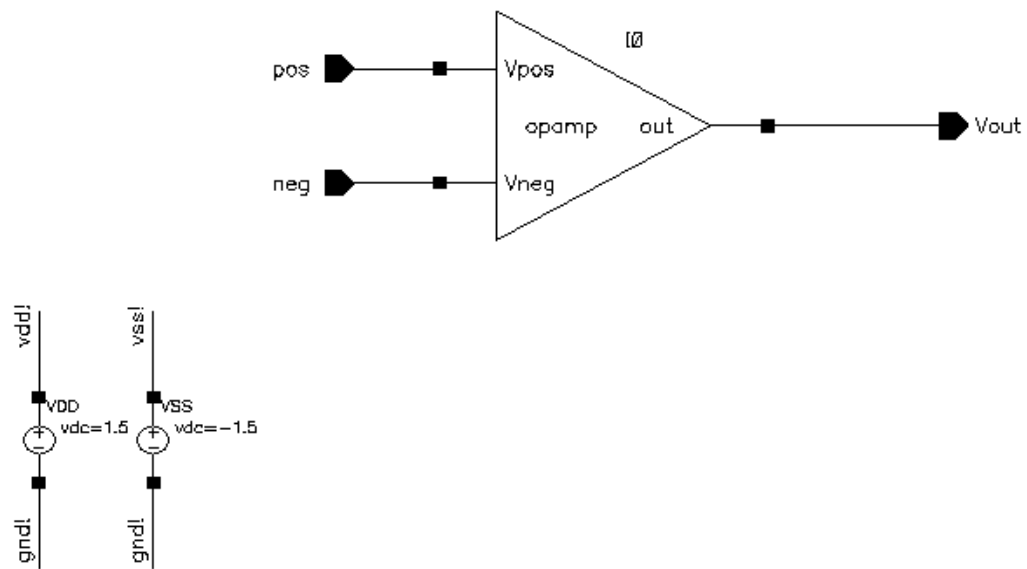 I0
pos
Vpos
opamp
out
Vout
neg
Vneg
vdd!
vss!
VDD
vdc=1.5
VSS
vdc=-1.5
gnd!
gnd!